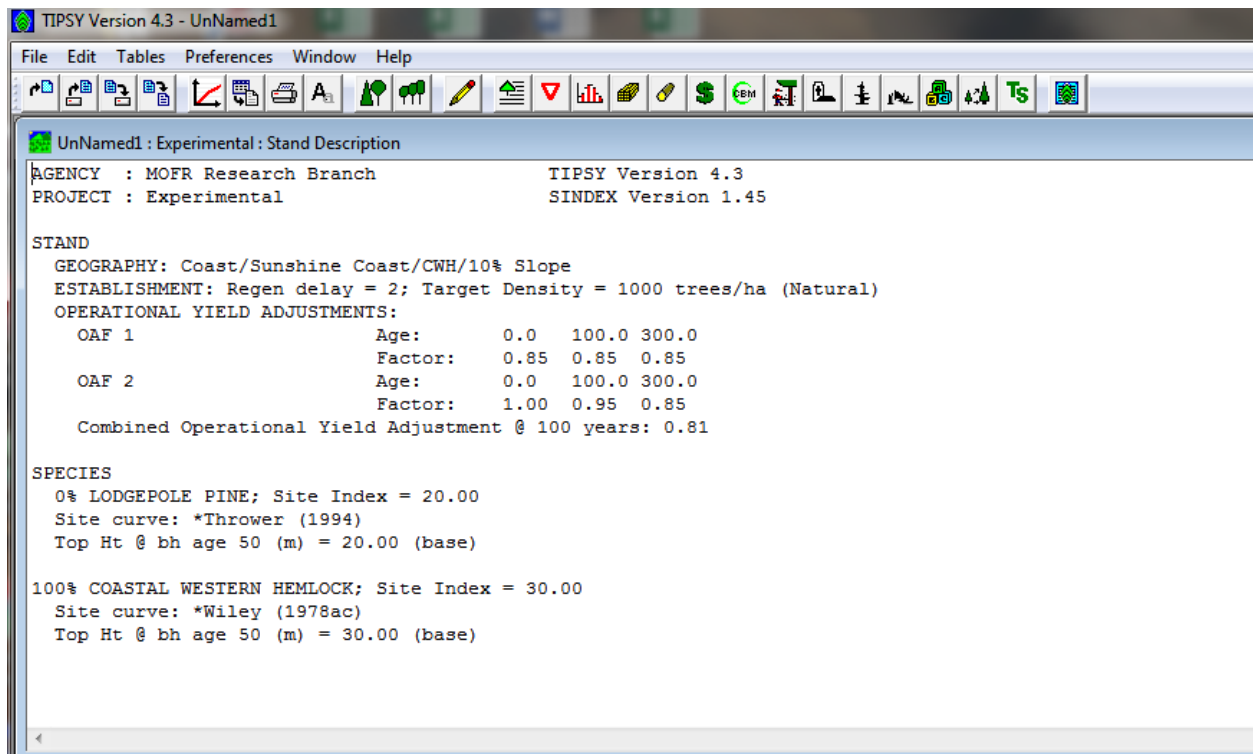 TIPSY Version 4.3 - UnNamed1
File Edit Tables Preferences Window Help
A a $ CBM TS
UnNamed1 : Experimental : Stand Description
AGENCY : MOFR Research Branch TIPSY Version 4.3
PROJECT : Experimental SINDEX Version 1.45
STAND
GEOGRAPHY: Coast/Sunshine Coast/CWH/10% Slope
ESTABLISHMENT: Regen delay = 2; Target Density = 1000 trees/ha (Natural)
OPERATIONAL YIELD ADJUSTMENTS:
OAF 1 Age: 0.0 100.0 300.0
Factor: 0.85 0.85 0.85
OAF 2 Age: 0.0 100.0 300.0
Factor: 1.00 0.95 0.85
Combined Operational Yield Adjustment @ 100 years: 0.81
SPECIES
0% LODGEPOLE PINE; Site Index = 20.00
Site curve: *Thrower (1994)
Top Ht @ bh age 50 (m) = 20.00 (base)
100% COASTAL WESTERN HEMLOCK; Site Index = 30.00
Site curve: *Wiley (1978ac)
Top Ht @ bh age 50 (m) = 30.00 (base)